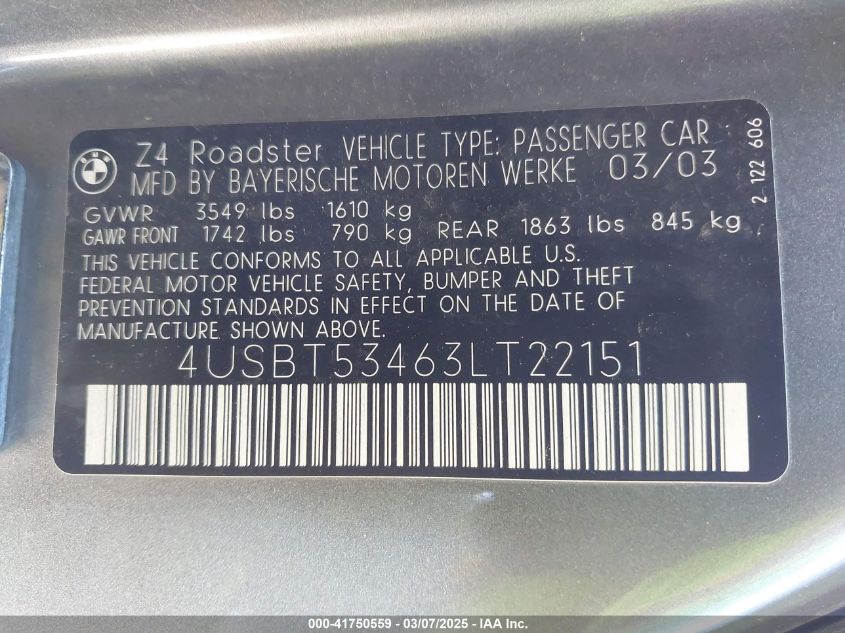 BMW
Z4 Roadster VEHICLE TYPE: PASSENGER CAR
MFD BY BAYERISCHE MOTOREN WERKE 03/03
GVWR 3549 lbs 1610 kg
GAWR FRONT 1742 lbs 790 kg REAR 1863 lbs 845 kg
THIS VEHICLE CONFORMS TO ALL APPLICABLE U.S.
FEDERAL MOTOR VEHICLE SAFETY, BUMPER AND THEFT
PREVENTION STANDARDS IN EFFECT ON THE DATE OF
MANUFACTURE SHOWN ABOVE.
4USBT53463LT22151
2 122 606
000-41750559 — 03/07/2025 - IAAI.